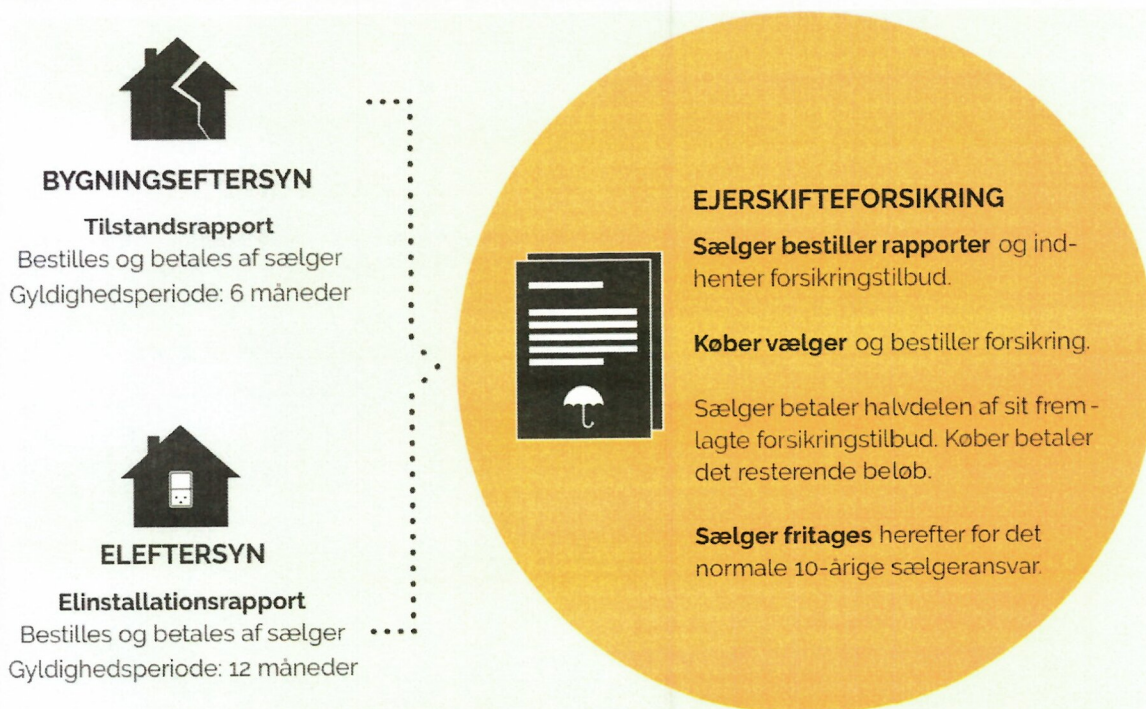 BYGNINGSEFTERSYN
Tilstandsrapport
Bestilles og betales af sælger
Gyldighedsperiode: 6 måneder
ELEFTERSYN
Elinstallationsrapport
Bestilles og betales af sælger
Gyldighedsperiode: 12 måneder
EJERSKIFTEFORSIKRING
Sælger bestiller rapporter og ind-
henter forsikringstilbud.
Køber vælger og bestiller forsikring.
Sælger betaler halvdelen af sit frem-
lagte forsikringstilbud. Køber betaler
det resterende beløb.
Sælger fritages herefter for det
normale 10-årige sælgeransvar.